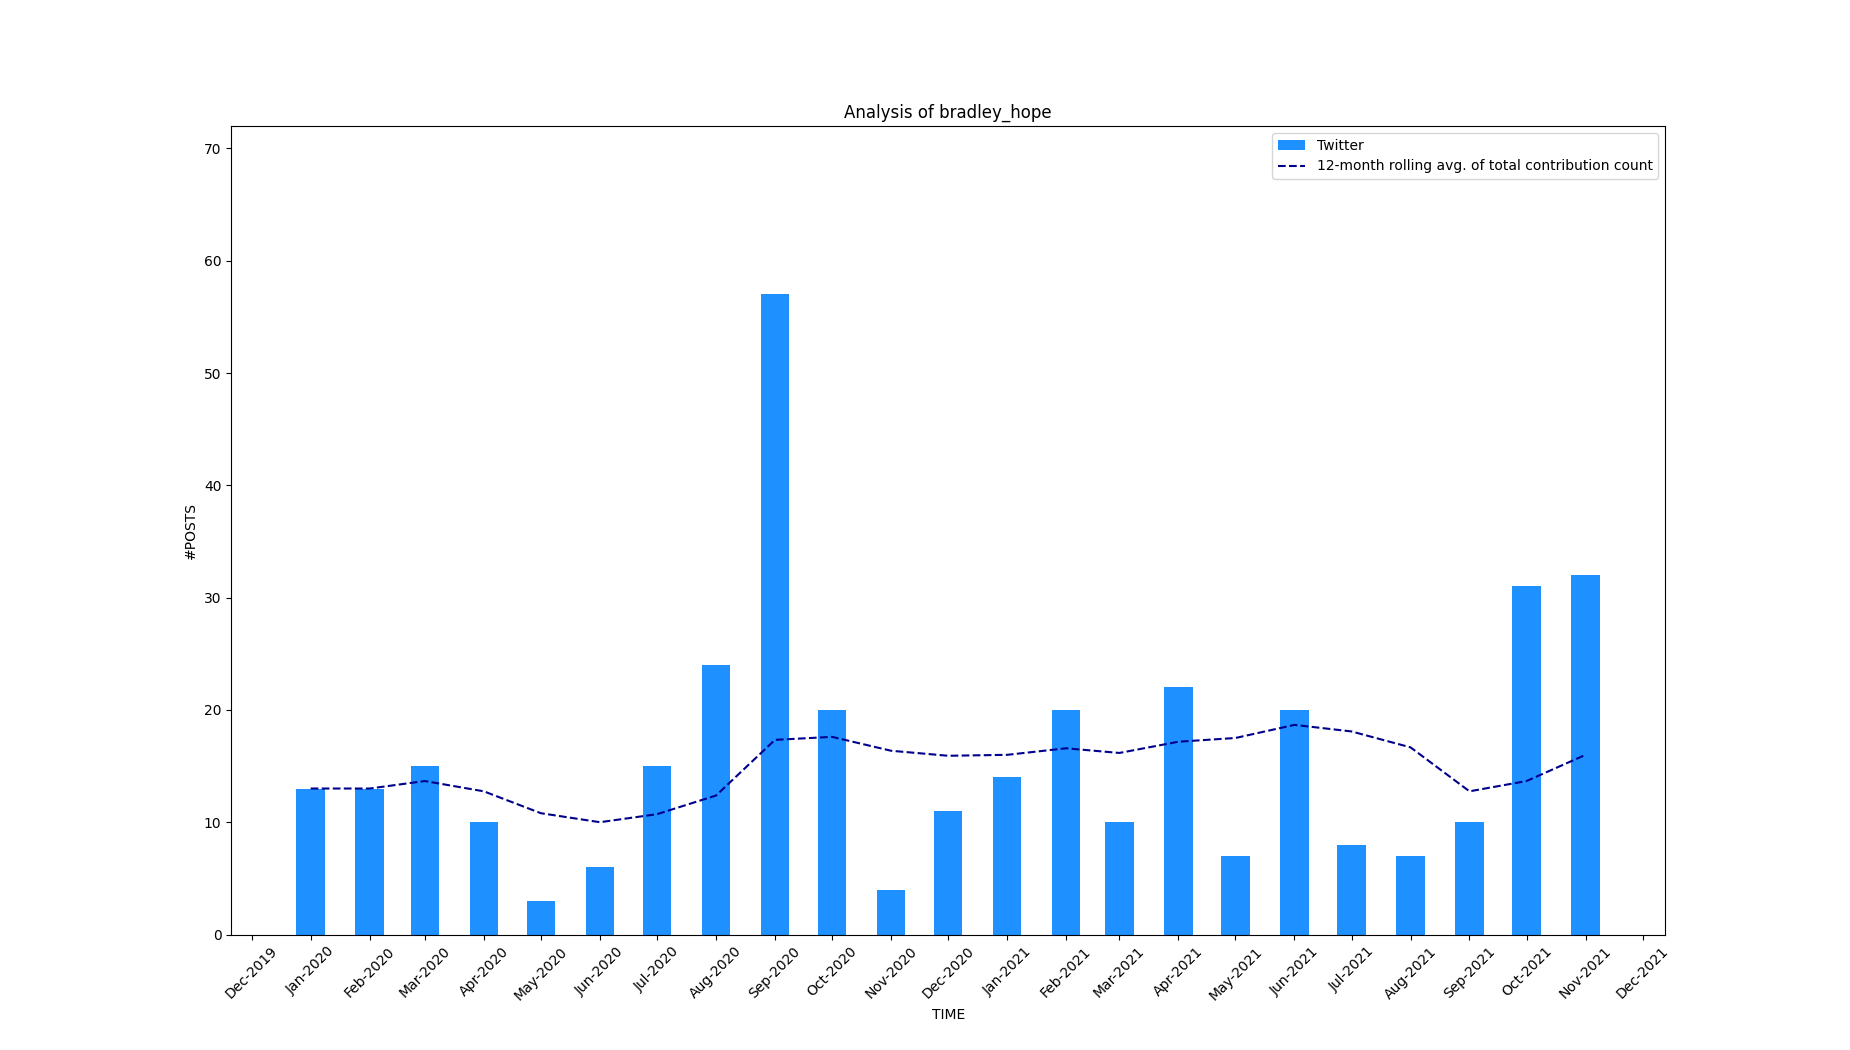 Analysis of bradley_hope
Twitter
12-month rolling avg. of total contribution count
70
60
50
40
30
20
10
0
#POSTS
Dec-2019
Jan-2020
Feb-2020
Mar-2020
Apr-2020
May-2020
Jun-2020
Jul-2020
Aug-2020
Sep-2020
Oct-2020
Nov-2020
Dec-2020
Jan-2021
Feb-2021
Mar-2021
Apr-2021
May-2021
Jun-2021
Jul-2021
Aug-2021
Sep-2021
Oct-2021
Nov-2021
Dec-2021
TIME